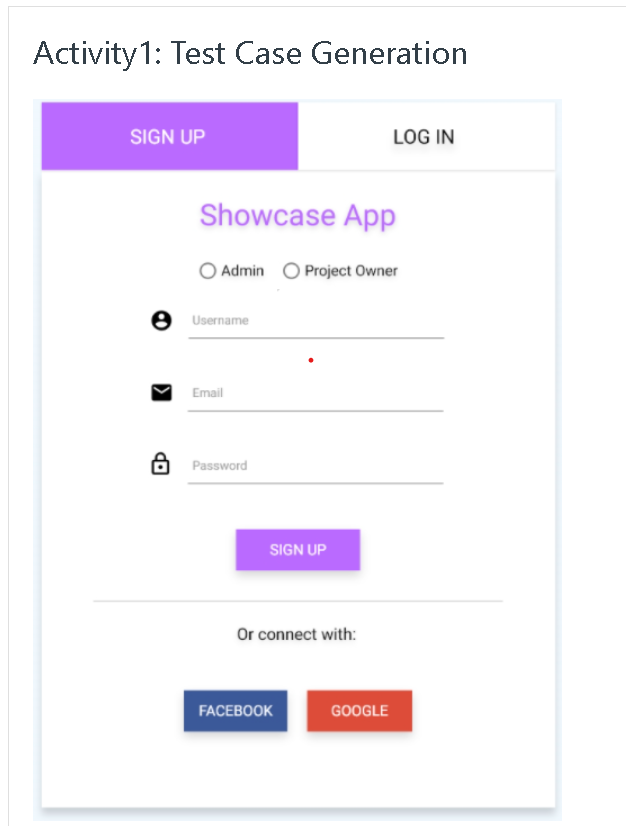 Activity1: Test Case Generation
SIGN UP LOG IN
Showcase App
Admin Project Owner
Username
Email
Password
SIGN UP
Or connect with:
FACEBOOK GOOGLE